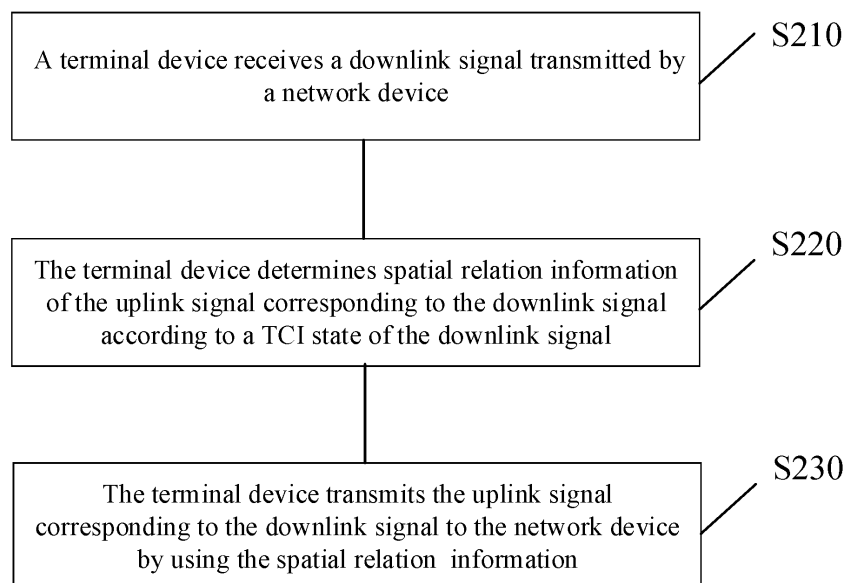 S210
A terminal device receives a downlink signal transmitted by
a network device
S220
The terminal device determines spatial relation information
of the uplink signal corresponding to the downlink signal
according to a TCI state of the downlink signal
S230
The terminal device transmits the uplink signal
corresponding to the downlink signal to the network device
by using the spatial relation information